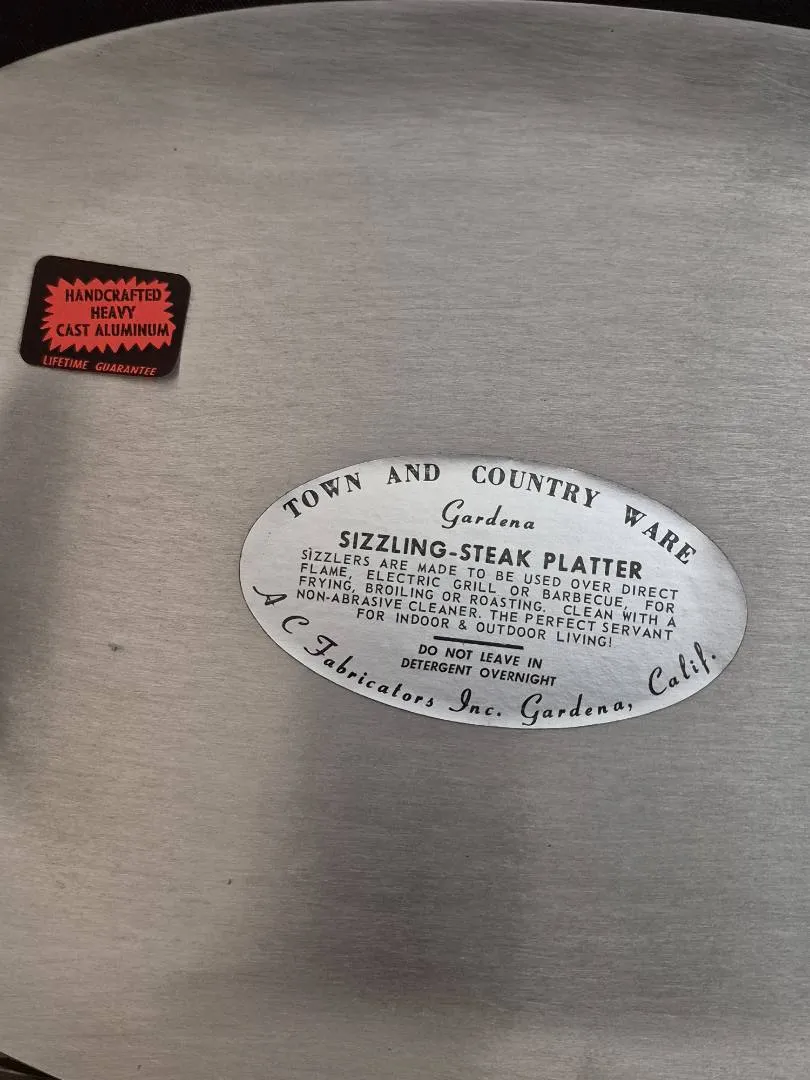 HANDCRAFTED
HEAVY
CAST ALUMINUM
LIFETIME GUARANTEE
TOWN AND COUNTRY WARE
Gardena
SIZZLING-STEAK PLATTER
SIZZLERS ARE MADE TO BE USED OVER DIRECT
FLAME, ELECTRIC GRILL OR BARBECUE, FOR
FRYING, BROILING OR ROASTING. CLEAN WITH A
NON-ABRASIVE CLEANER. THE PERFECT SERVANT
FOR INDOOR & OUTDOOR LIVING!
DO NOT LEAVE IN
DETERGENT OVERNIGHT
A C Fabricators Inc. Gardena, Calif.